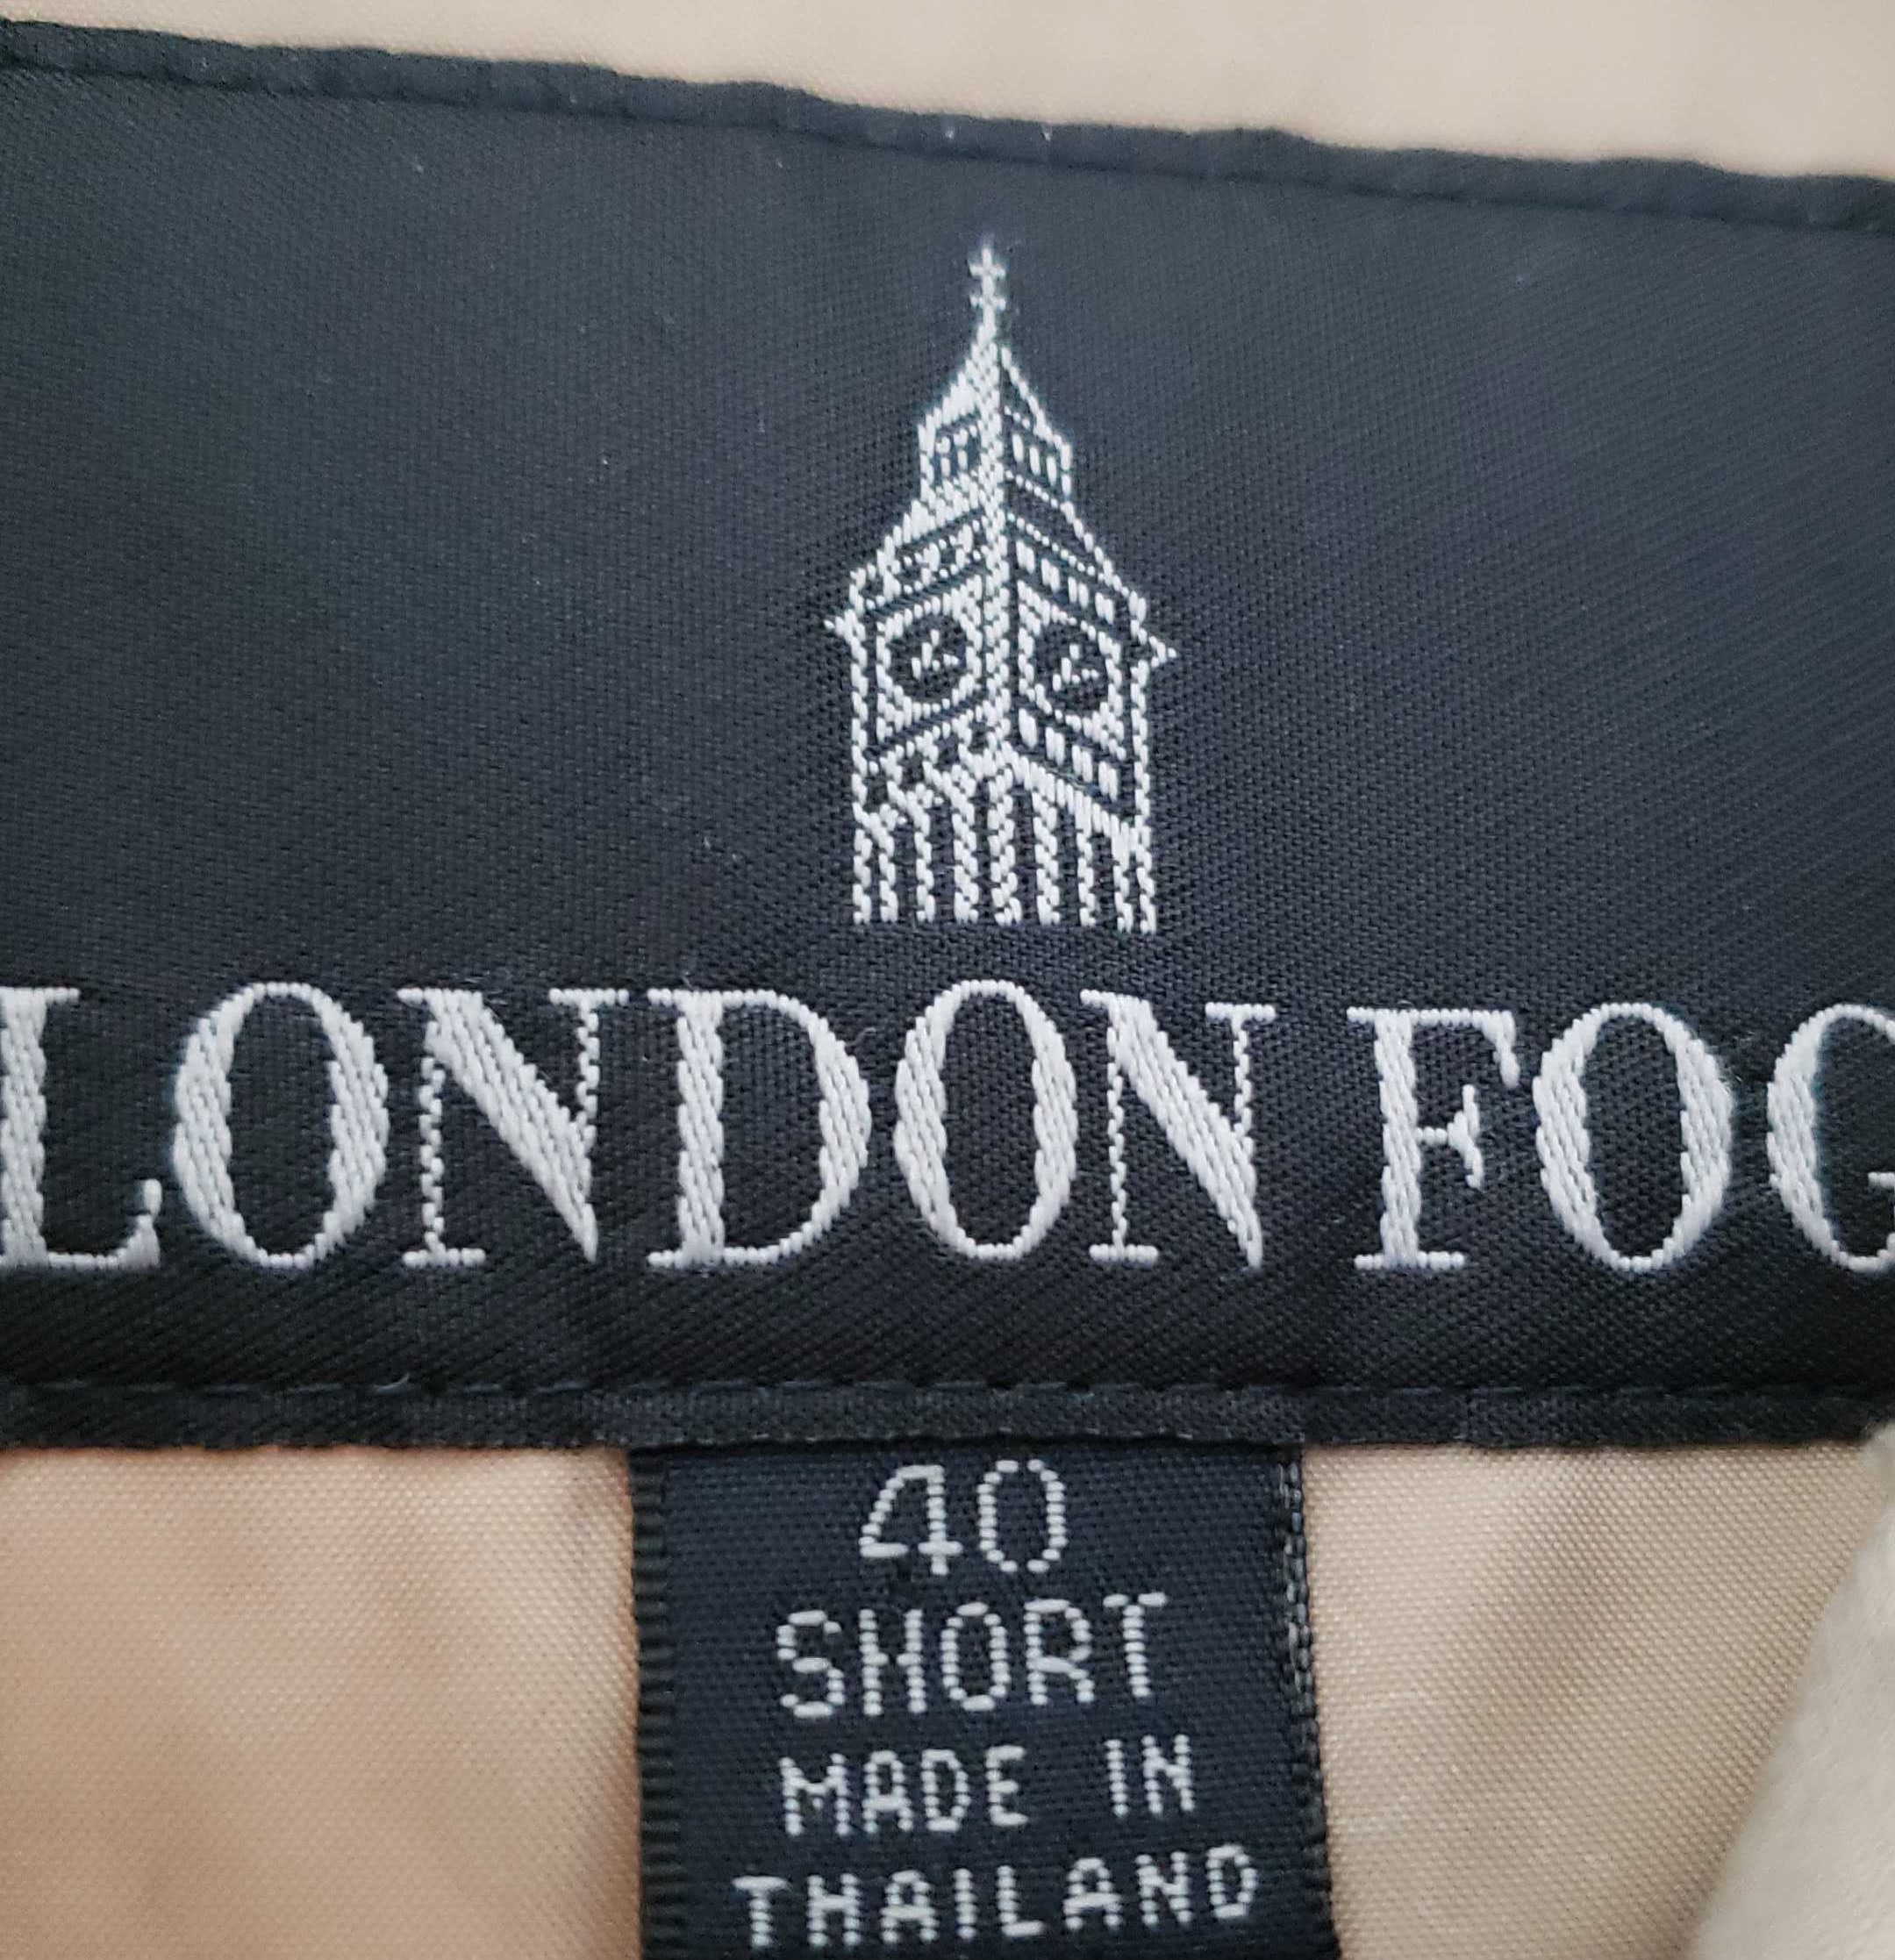 LONDON FOG
40
SHORT
MADE IN
THAILAND